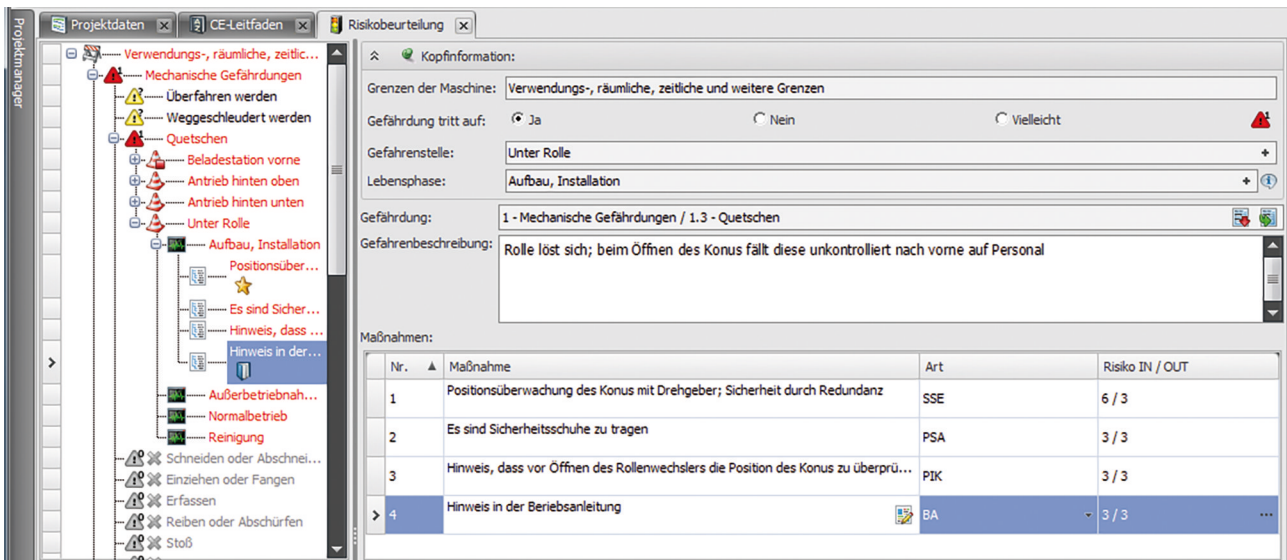 Projektmanager
Projektdaten
CE-Leitfaden
Risikobeurteilung
Verwendungs-, räumliche, zeitlic...
Mechanische Gefährdungen
Überfahren werden
Weggeschleudert werden
Quetschen
Beladestation vorne
Antrieb hinten oben
Antrieb hinten unten
Unter Rolle
Aufbau, Installation
Positionsüber...
Es sind Sicher...
Hinweis, dass ...
Hinweis in der...
Außerbetriebnah...
Normalbetrieb
Reinigung
Schneiden oder Abschnei...
Einziehen oder Fangen
Erfassen
Reiben oder Abschürfen
Stoß
Kopfinformation:
Grenzen der Maschine: Verwendungs-, räumliche, zeitliche und weitere Grenzen
Gefährdung tritt auf: Ja Nein Vielleicht
Gefahrenstelle: Unter Rolle
Lebensphase: Aufbau, Installation
Gefährdung: 1 - Mechanische Gefährdungen / 1.3 - Quetschen
Gefahrenbeschreibung: Rolle löst sich; beim Öffnen des Konus fällt diese unkontrolliert nach vorne auf Personal
Maßnahmen:
Nr. Maßnahme Art Risiko IN / OUT
1 Positionsüberwachung des Konus mit Drehgeber; Sicherheit durch Redundanz SSE 6 / 3
2 Es sind Sicherheitsschuhe zu tragen PSA 3 / 3
3 Hinweis, dass vor Öffnen des Rollenwechslers die Position des Konus zu überprü... PIK 3 / 3
4 Hinweis in der Beriebsanleitung BA 3 / 3 ...